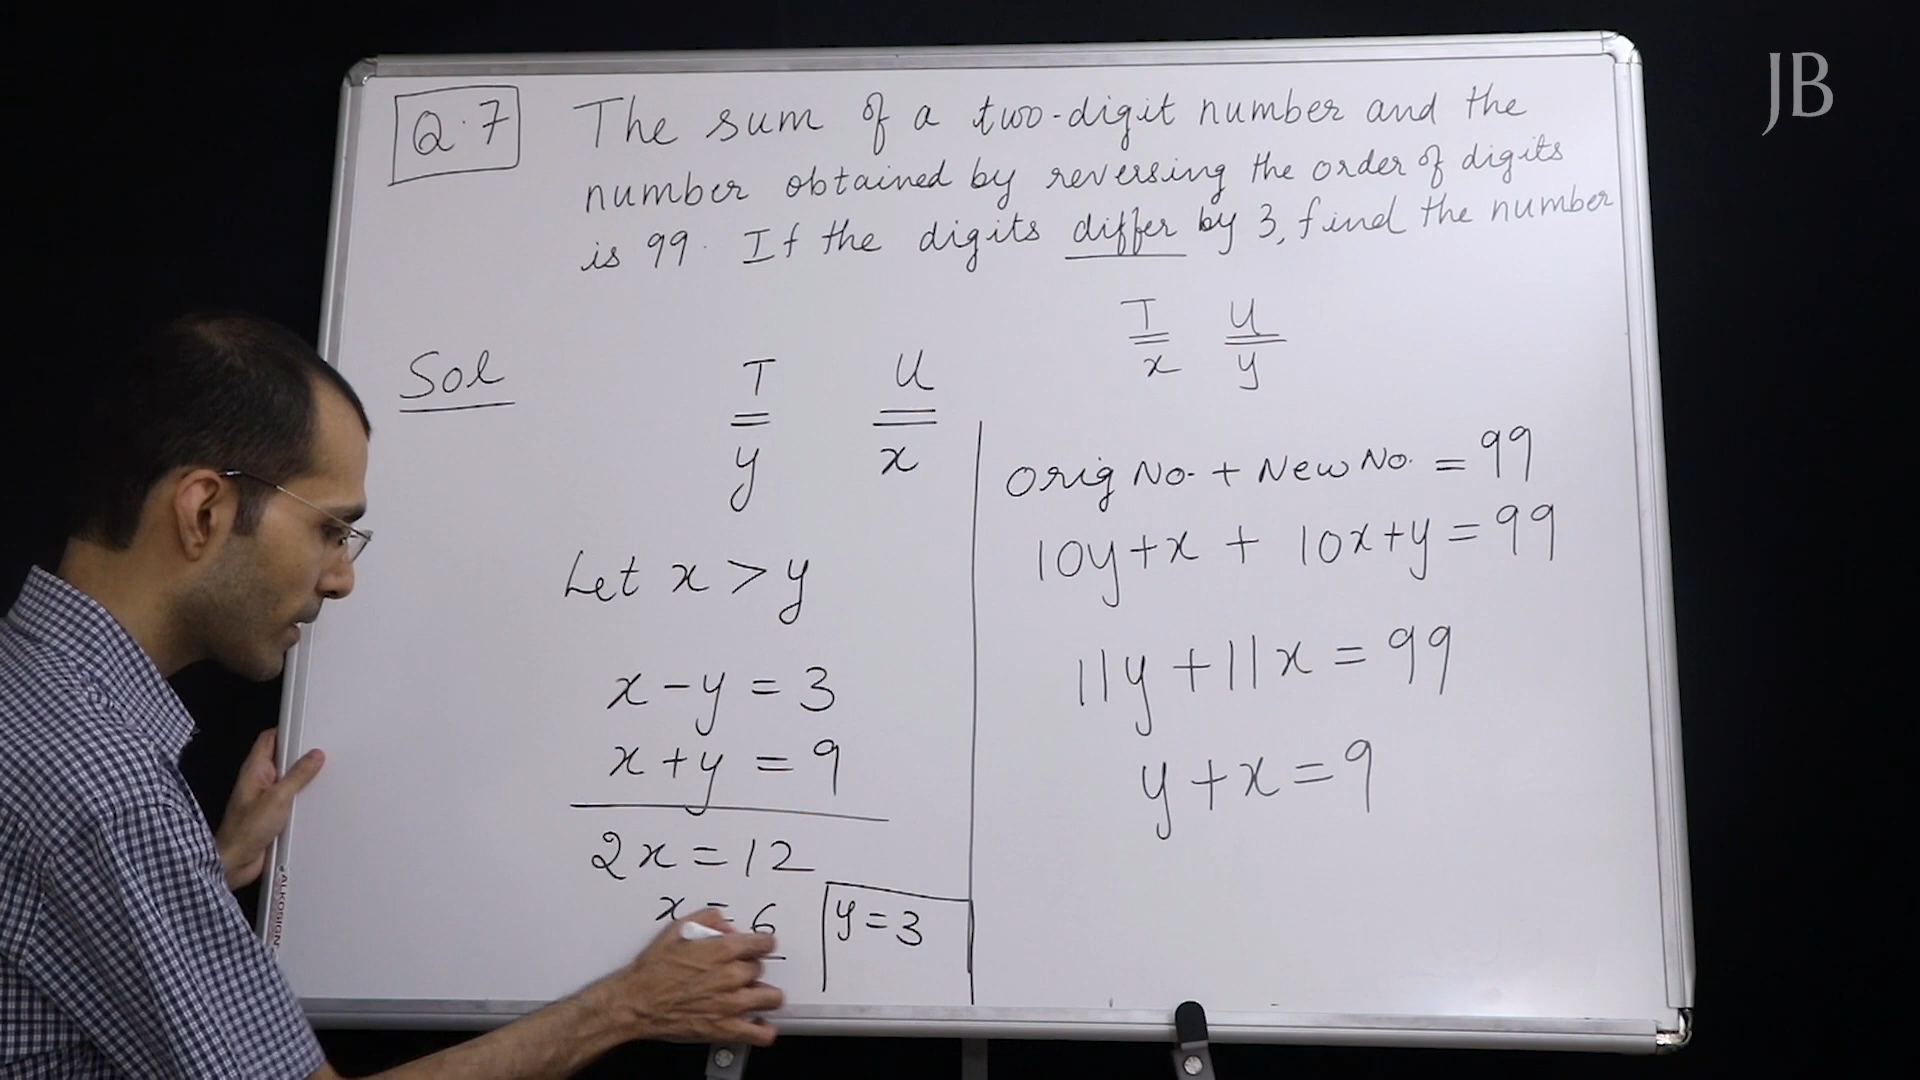 JB
Q.7 The sum of a two-digit number and the
number obtained by reversing the order of digits
is 99. If the digits differ by 3, find the number
T U
x y
Sol
T U
y x
Let x > y
x - y = 3
x + y = 9
2x = 12
x = 6
y = 3
Orig No. + New No. = 99
10y + x + 10x + y = 99
11y + 11x = 99
y + x = 9
ALKOSIGN